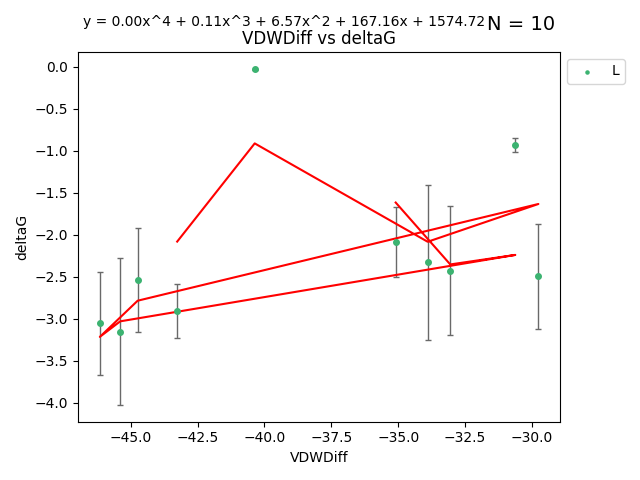 y = 0.00x^4 + 0.11x^3 + 6.57x^2 + 167.16x + 1574.72
N = 10
VDWDiff vs deltaG
L
0.0
−0.5
−1.0
−1.5
−2.0
−2.5
−3.0
−3.5
−4.0
deltaG
−45.0 −42.5 −40.0 −37.5 −35.0 −32.5 −30.0
VDWDiff